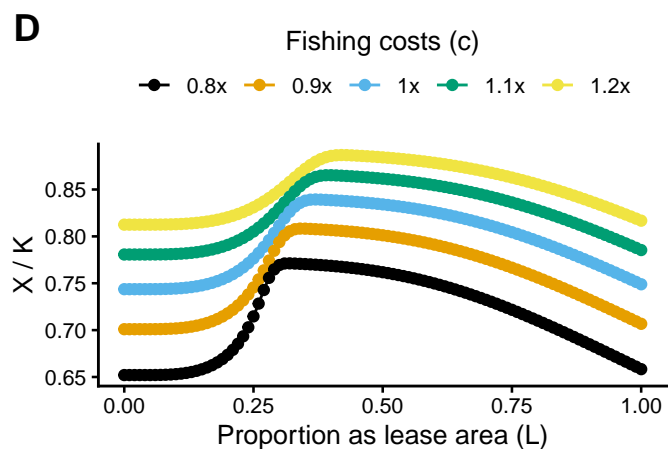 D
Fishing costs (c)
0.8x 0.9x 1x 1.1x 1.2x
X / K
0.85
0.80
0.75
0.70
0.65
0.00 0.25 0.50 0.75 1.00
Proportion as lease area (L)